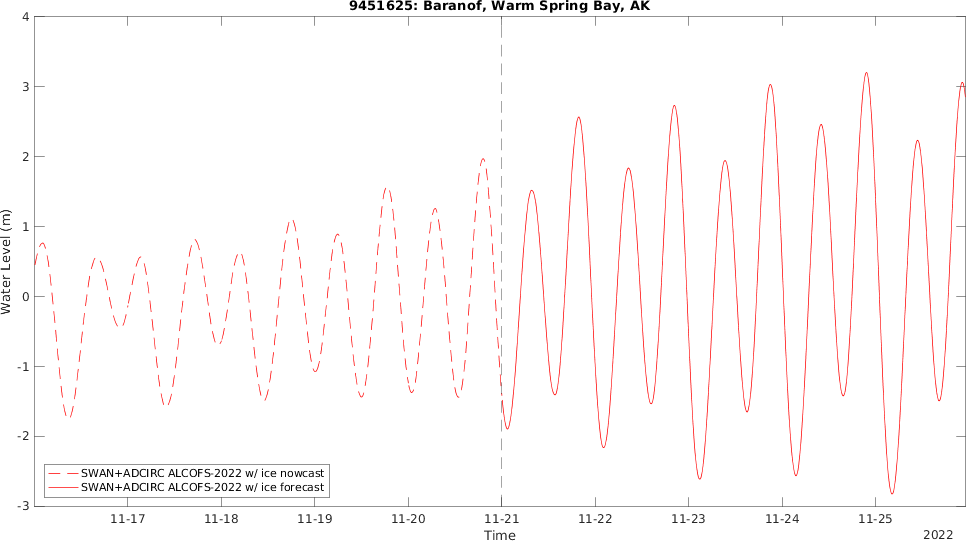 9451625: Baranof, Warm Spring Bay, AK
4
3
2
1
0
-1
-2
-3
Water Level (m)
SWAN+ADCIRC ALCOFS-2022 w/ ice nowcast
SWAN+ADCIRC ALCOFS-2022 w/ ice forecast
11-17 11-18 11-19 11-20 11-21 11-22 11-23 11-24 11-25
Time
2022